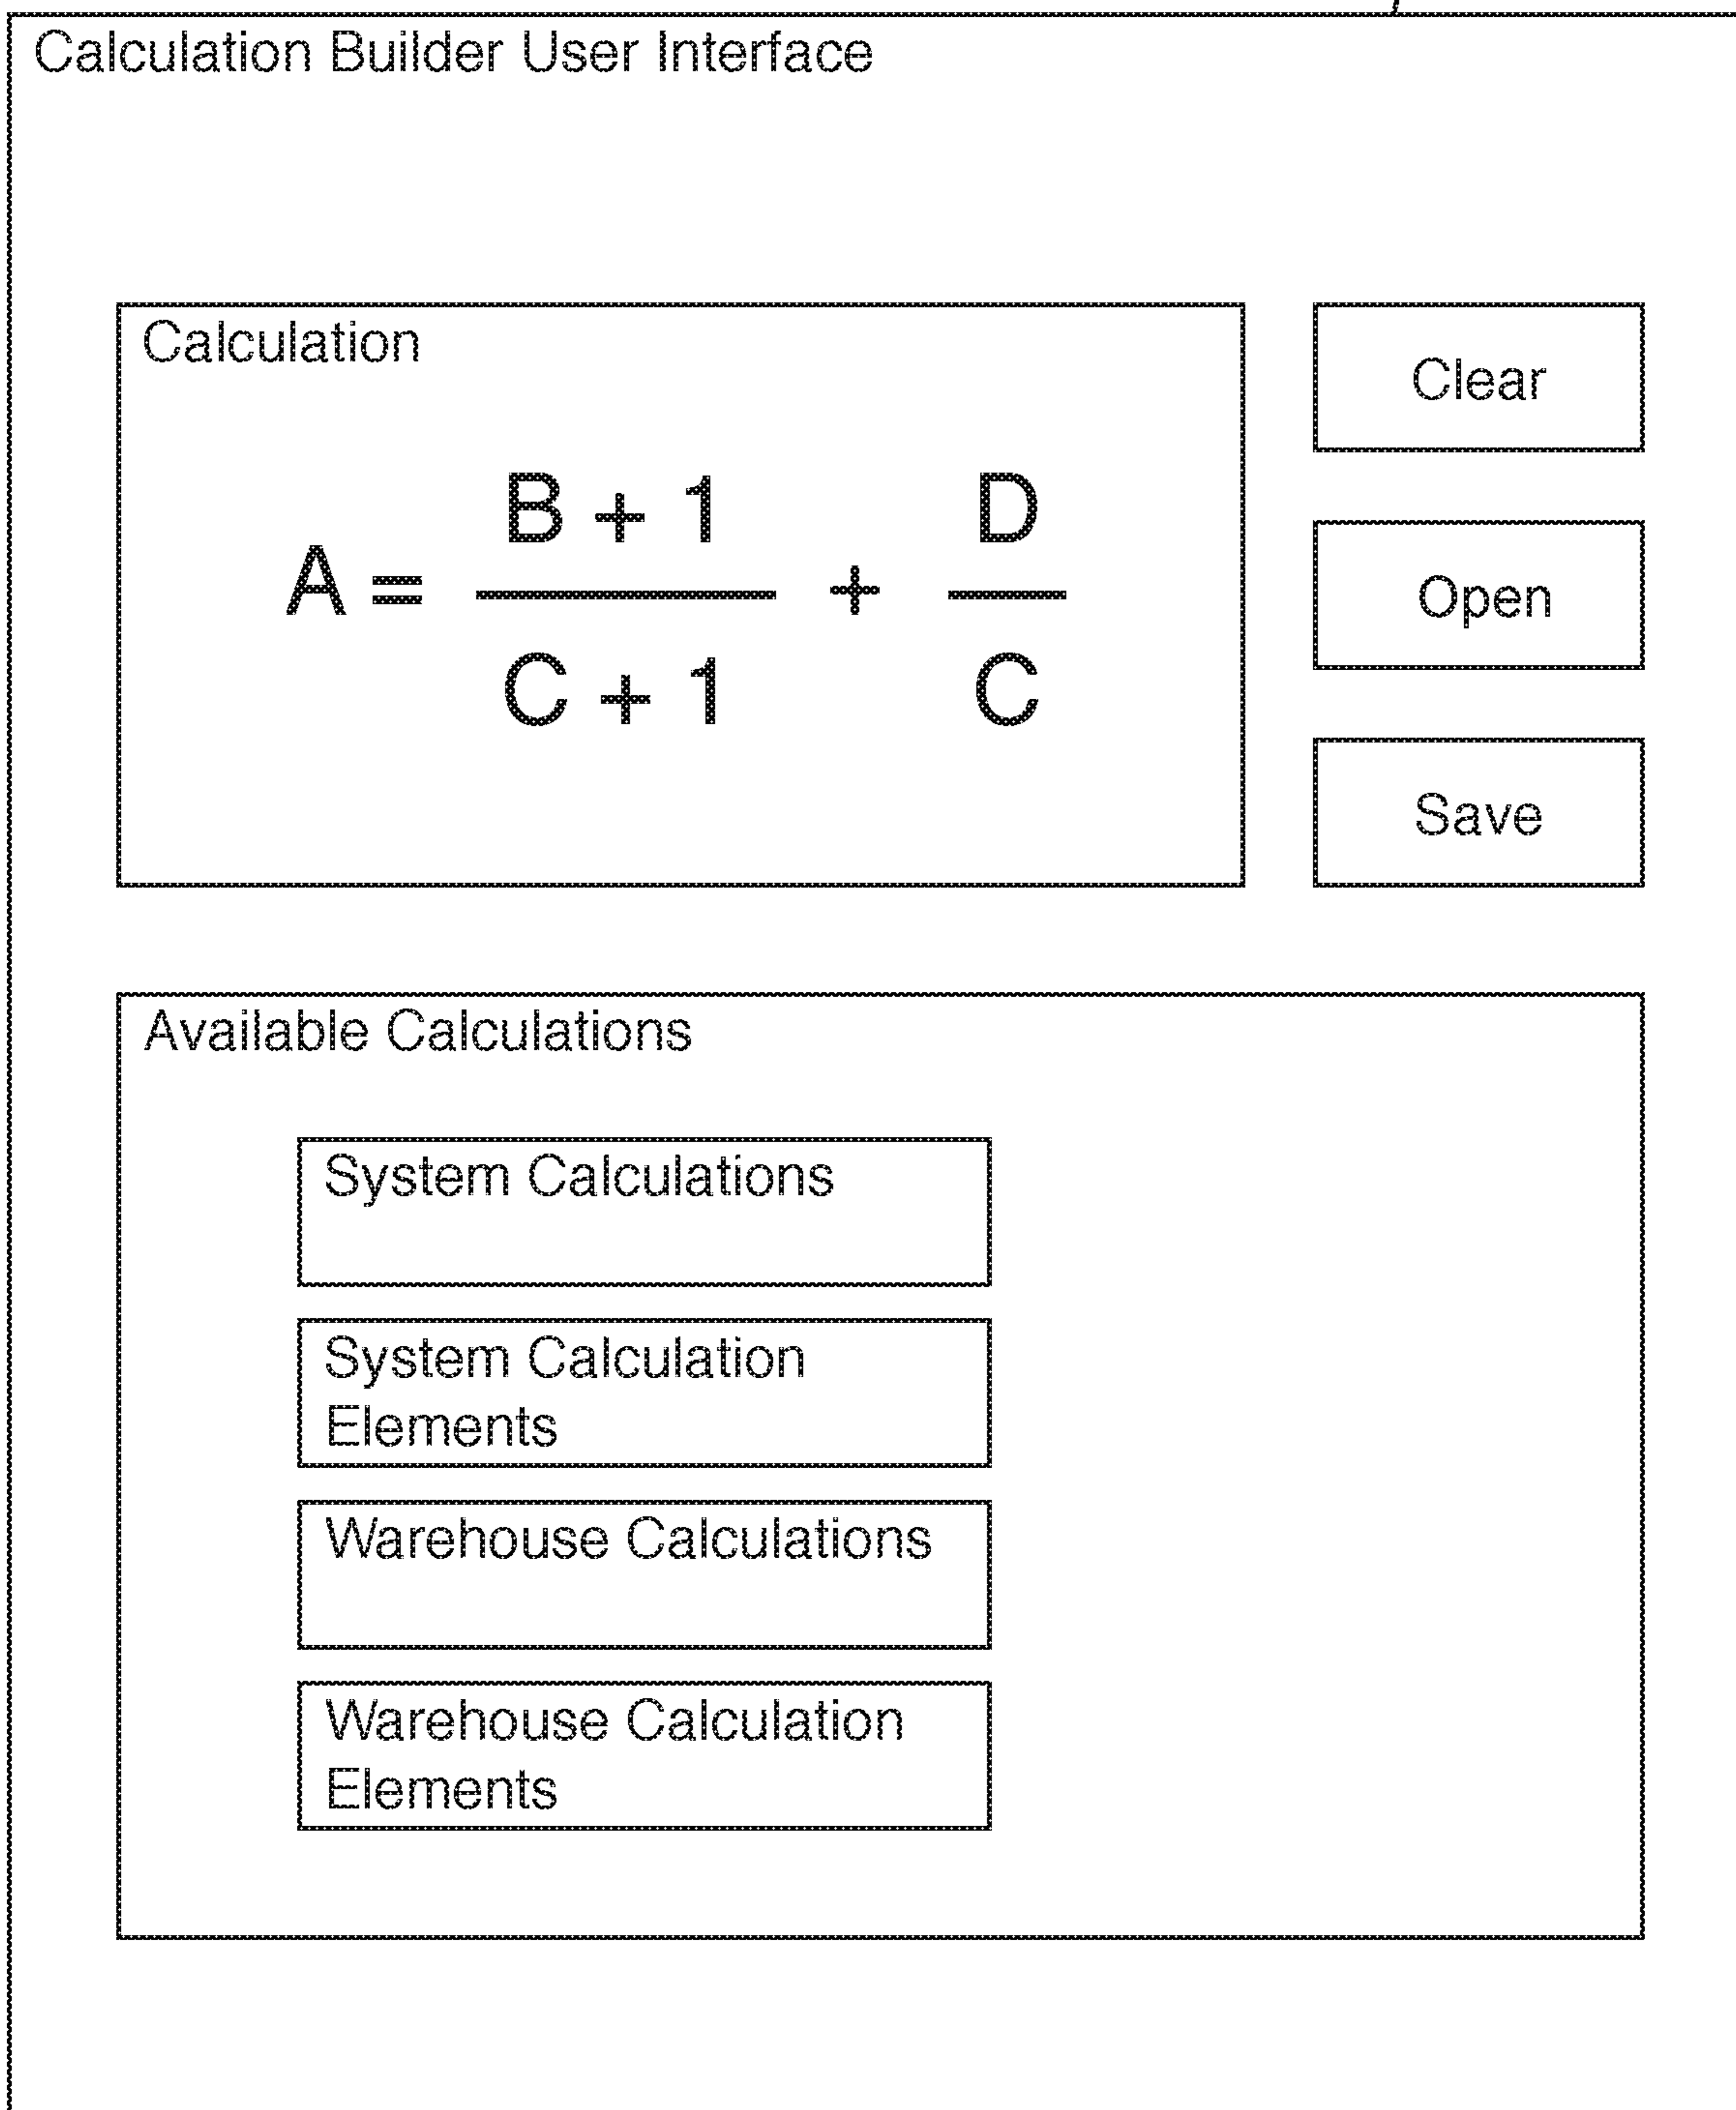 Calculation Builder User Interface
Calculation
B + 1
D
A =
+
C + 1
C
Clear
Open
Save
Available Calculations
System Calculations
System Calculation
Elements
Warehouse Calculations
Warehouse Calculation
Elements